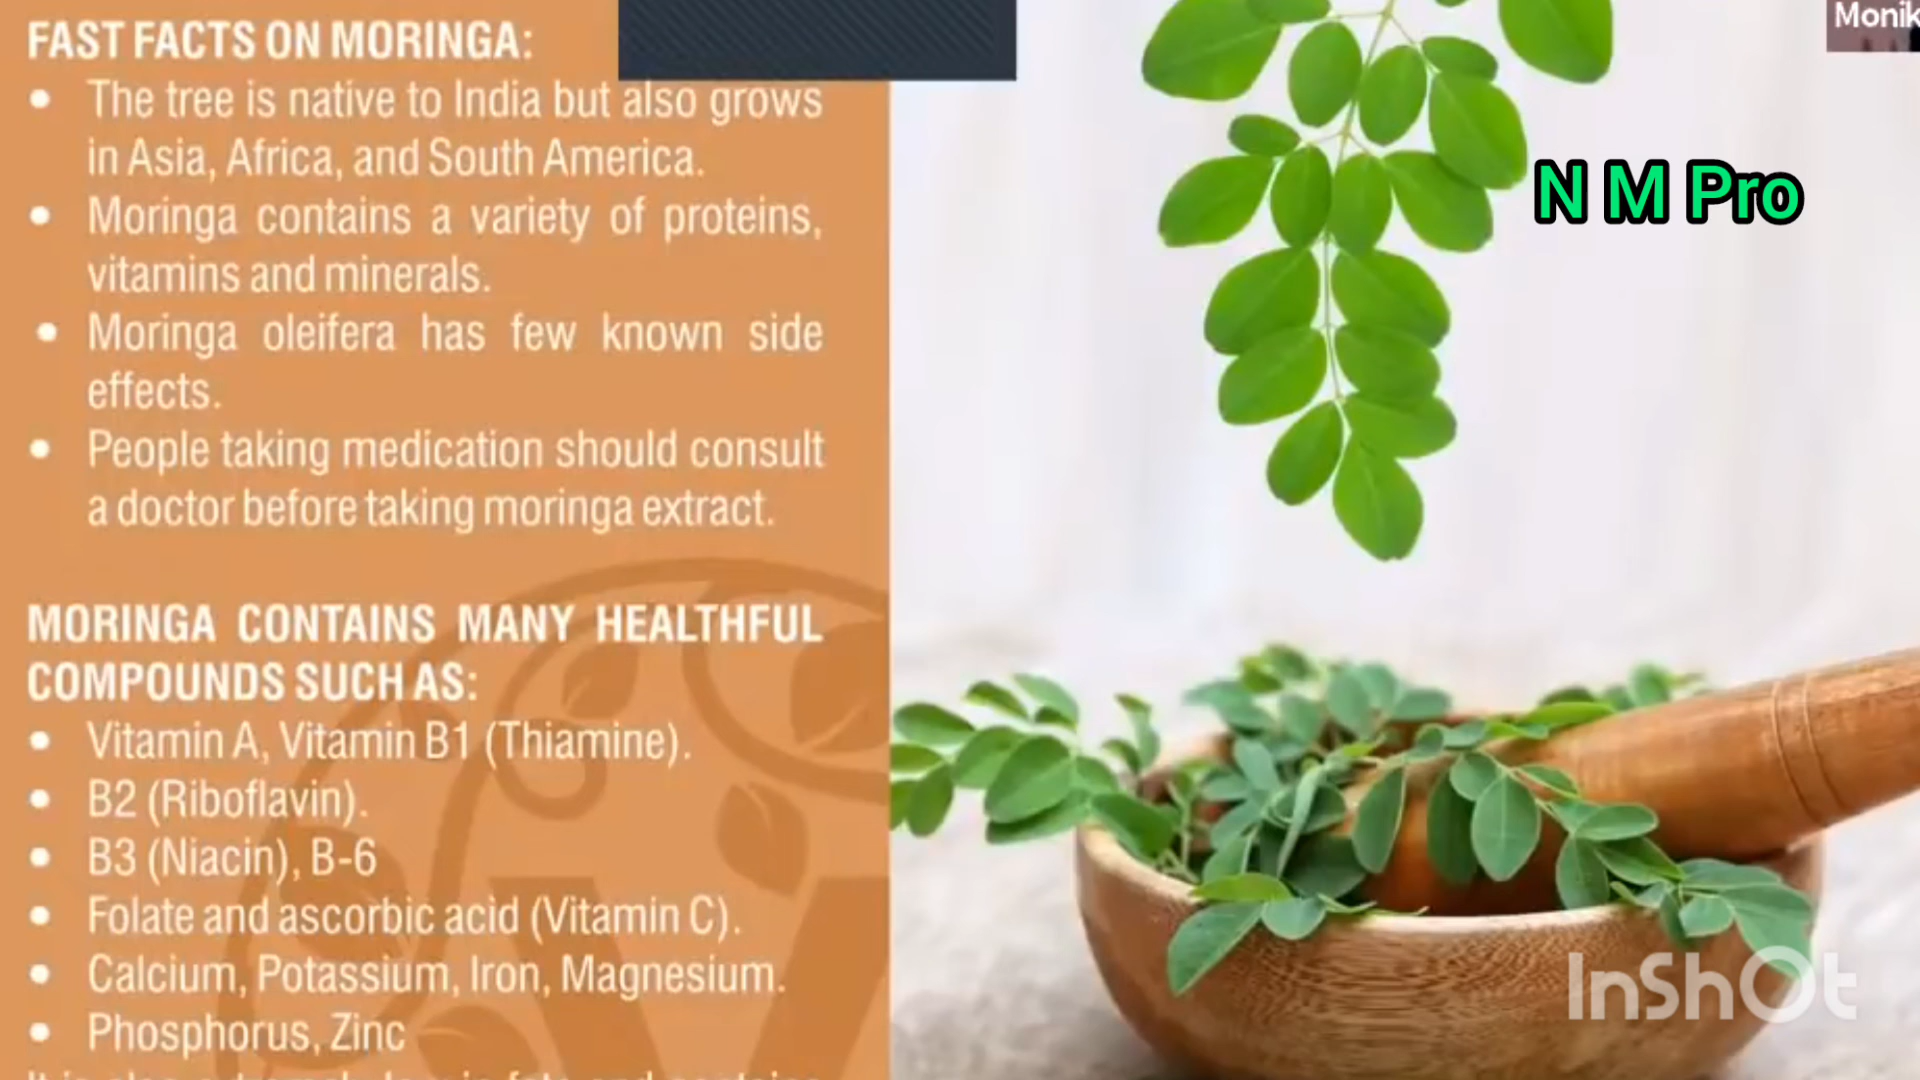 FAST FACTS ON MORINGA:
• The tree is native to India but also grows
in Asia, Africa, and South America.
• Moringa contains a variety of proteins,
vitamins and minerals.
• Moringa oleifera has few known side
effects.
• People taking medication should consult
a doctor before taking moringa extract.
MORINGA CONTAINS MANY HEALTHFUL
COMPOUNDS SUCH AS:
• Vitamin A, Vitamin B1 (Thiamine).
• B2 (Riboflavin).
• B3 (Niacin), B-6
• Folate and ascorbic acid (Vitamin C).
• Calcium, Potassium, Iron, Magnesium.
• Phosphorus, Zinc
Monik
N M Pro
InShOt